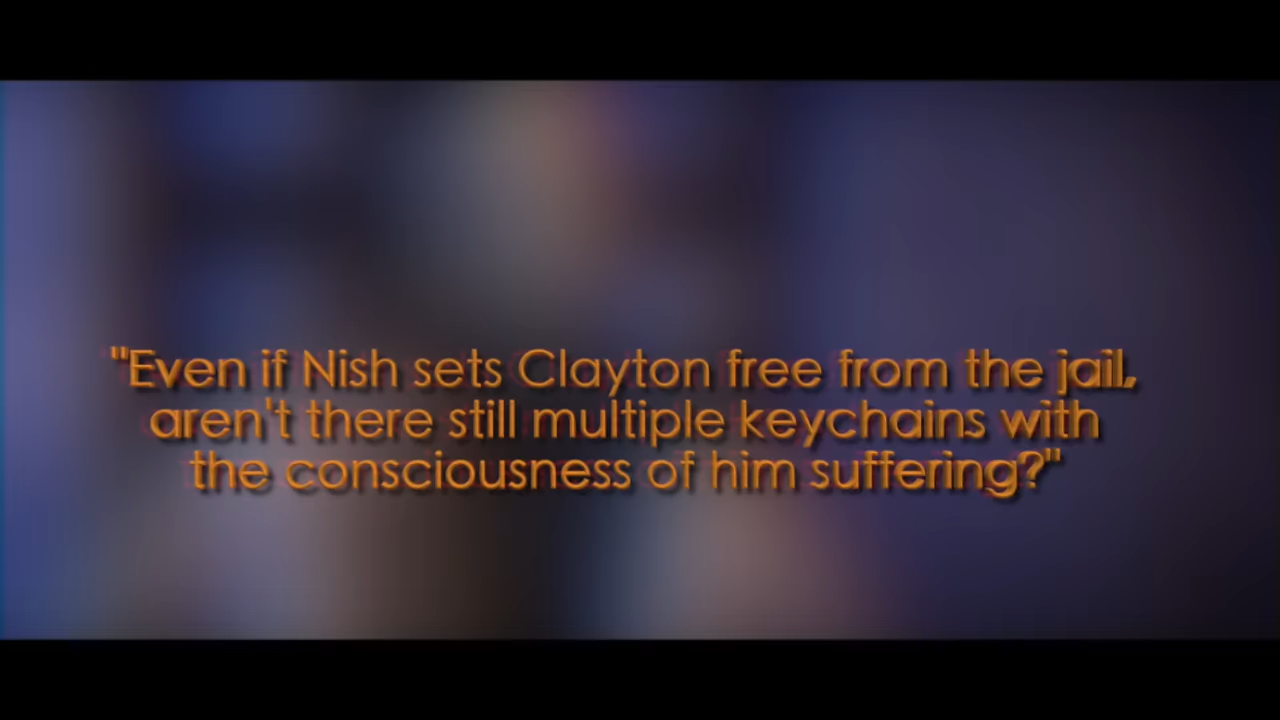 "Even if Nish sets Clayton free from the jail,
aren't there still multiple keychains with
the consciousness of him suffering?"